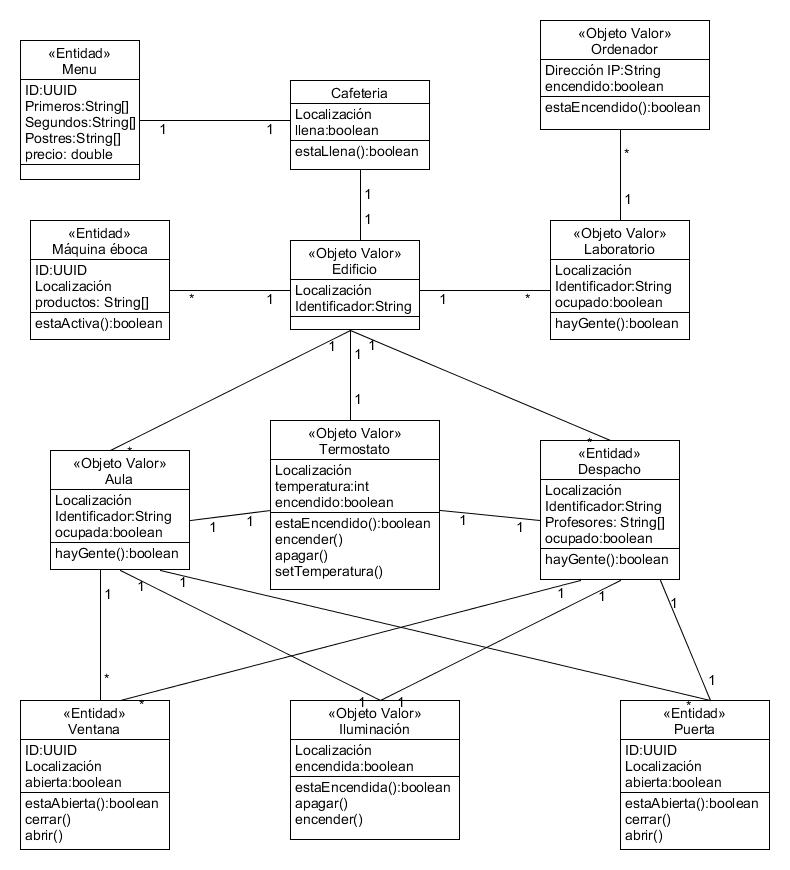 «Entidad»
Menu
ID:UUID
Primeros:String[]
Segundos:String[]
Postres:String[]
precio: double
1
1
Cafeteria
Localización
llena:boolean
estaLlena():boolean
«Objeto Valor»
Ordenador
Dirección IP:String
encendido:boolean
estaEncendido():boolean
*
1
1
1
«Entidad»
Máquina éboca
ID:UUID
Localización
productos: String[]
estaActiva():boolean
*
1
«Objeto Valor»
Edificio
Localización
Identificador:String
1
*
«Objeto Valor»
Laboratorio
Localización
Identificador:String
ocupado:boolean
hayGente():boolean
1
1
1
*
1
*
«Objeto Valor»
Aula
Localización
Identificador:String
ocupada:boolean
hayGente():boolean
1
1
«Objeto Valor»
Termostato
Localización
temperatura:int
encendido:boolean
estaEncendido():boolean
encender()
apagar()
setTemperatura()
1
1
«Entidad»
Despacho
Localización
Identificador:String
Profesores: String[]
ocupado:boolean
hayGente():boolean
1
1
1
1
1
1
*
*
1
1
*
1
«Entidad»
Ventana
ID:UUID
Localización
abierta:boolean
estaAbierta():boolean
cerrar()
abrir()
«Objeto Valor»
Iluminación
Localización
encendida:boolean
estaEncendida():boolean
apagar()
encender()
«Entidad»
Puerta
ID:UUID
Localización
abierta:boolean
estaAbierta():boolean
cerrar()
abrir()